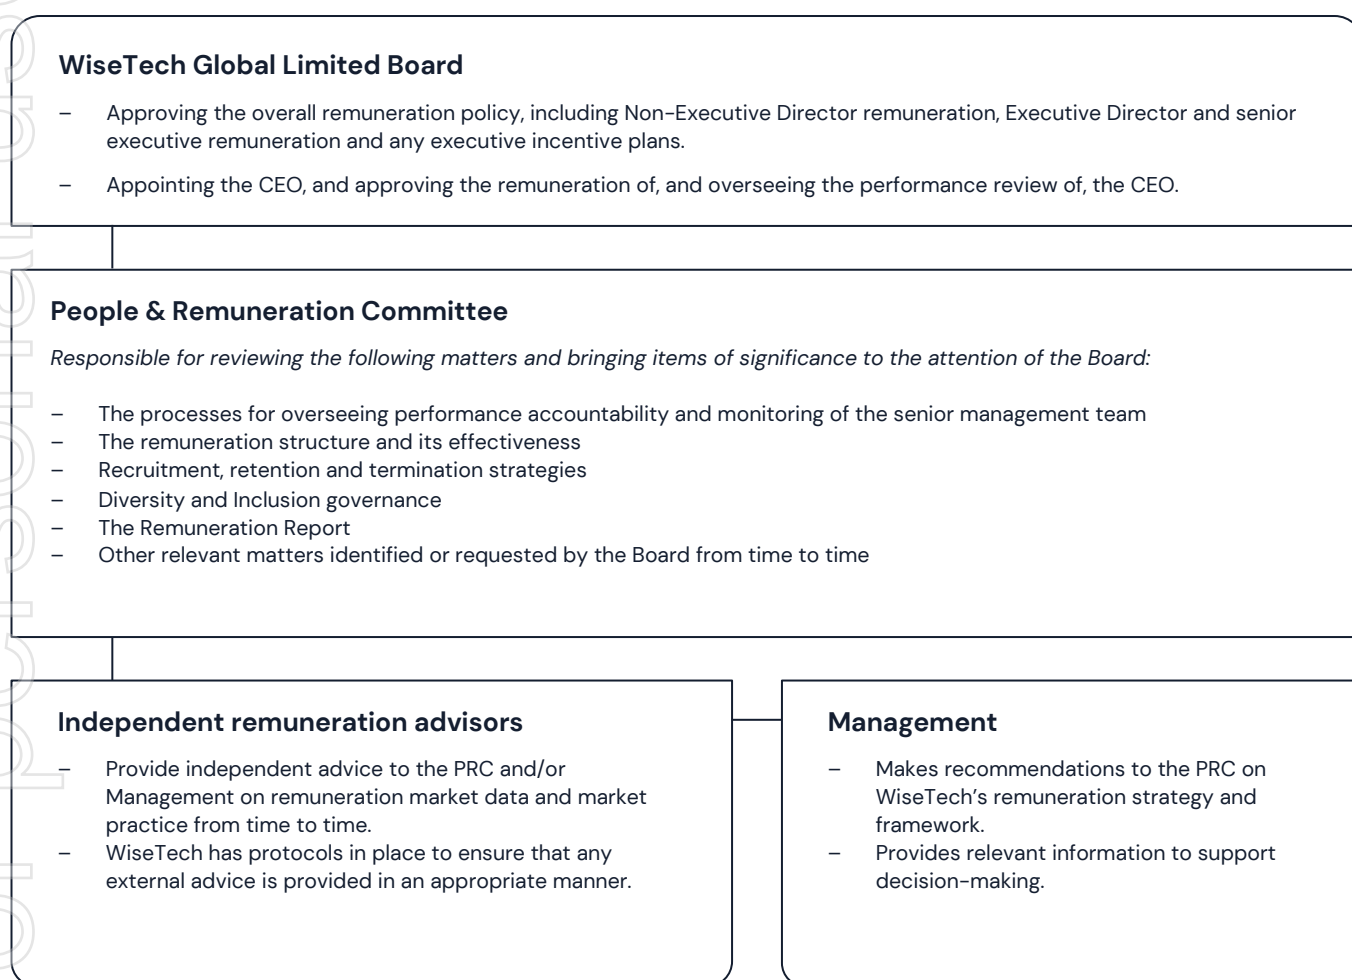 WiseTech Global Limited Board
– Approving the overall remuneration policy, including Non-Executive Director remuneration, Executive Director and senior
executive remuneration and any executive incentive plans.
– Appointing the CEO, and approving the remuneration of, and overseeing the performance review of, the CEO.
People & Remuneration Committee
Responsible for reviewing the following matters and bringing items of significance to the attention of the Board:
– The processes for overseeing performance accountability and monitoring of the senior management team
– The remuneration structure and its effectiveness
– Recruitment, retention and termination strategies
– Diversity and Inclusion governance
– The Remuneration Report
– Other relevant matters identified or requested by the Board from time to time
Independent remuneration advisors
– Provide independent advice to the PRC and/or
Management on remuneration market data and market
practice from time to time.
– WiseTech has protocols in place to ensure that any
external advice is provided in an appropriate manner.
Management
– Makes recommendations to the PRC on
WiseTech’s remuneration strategy and
framework.
– Provides relevant information to support
decision-making.